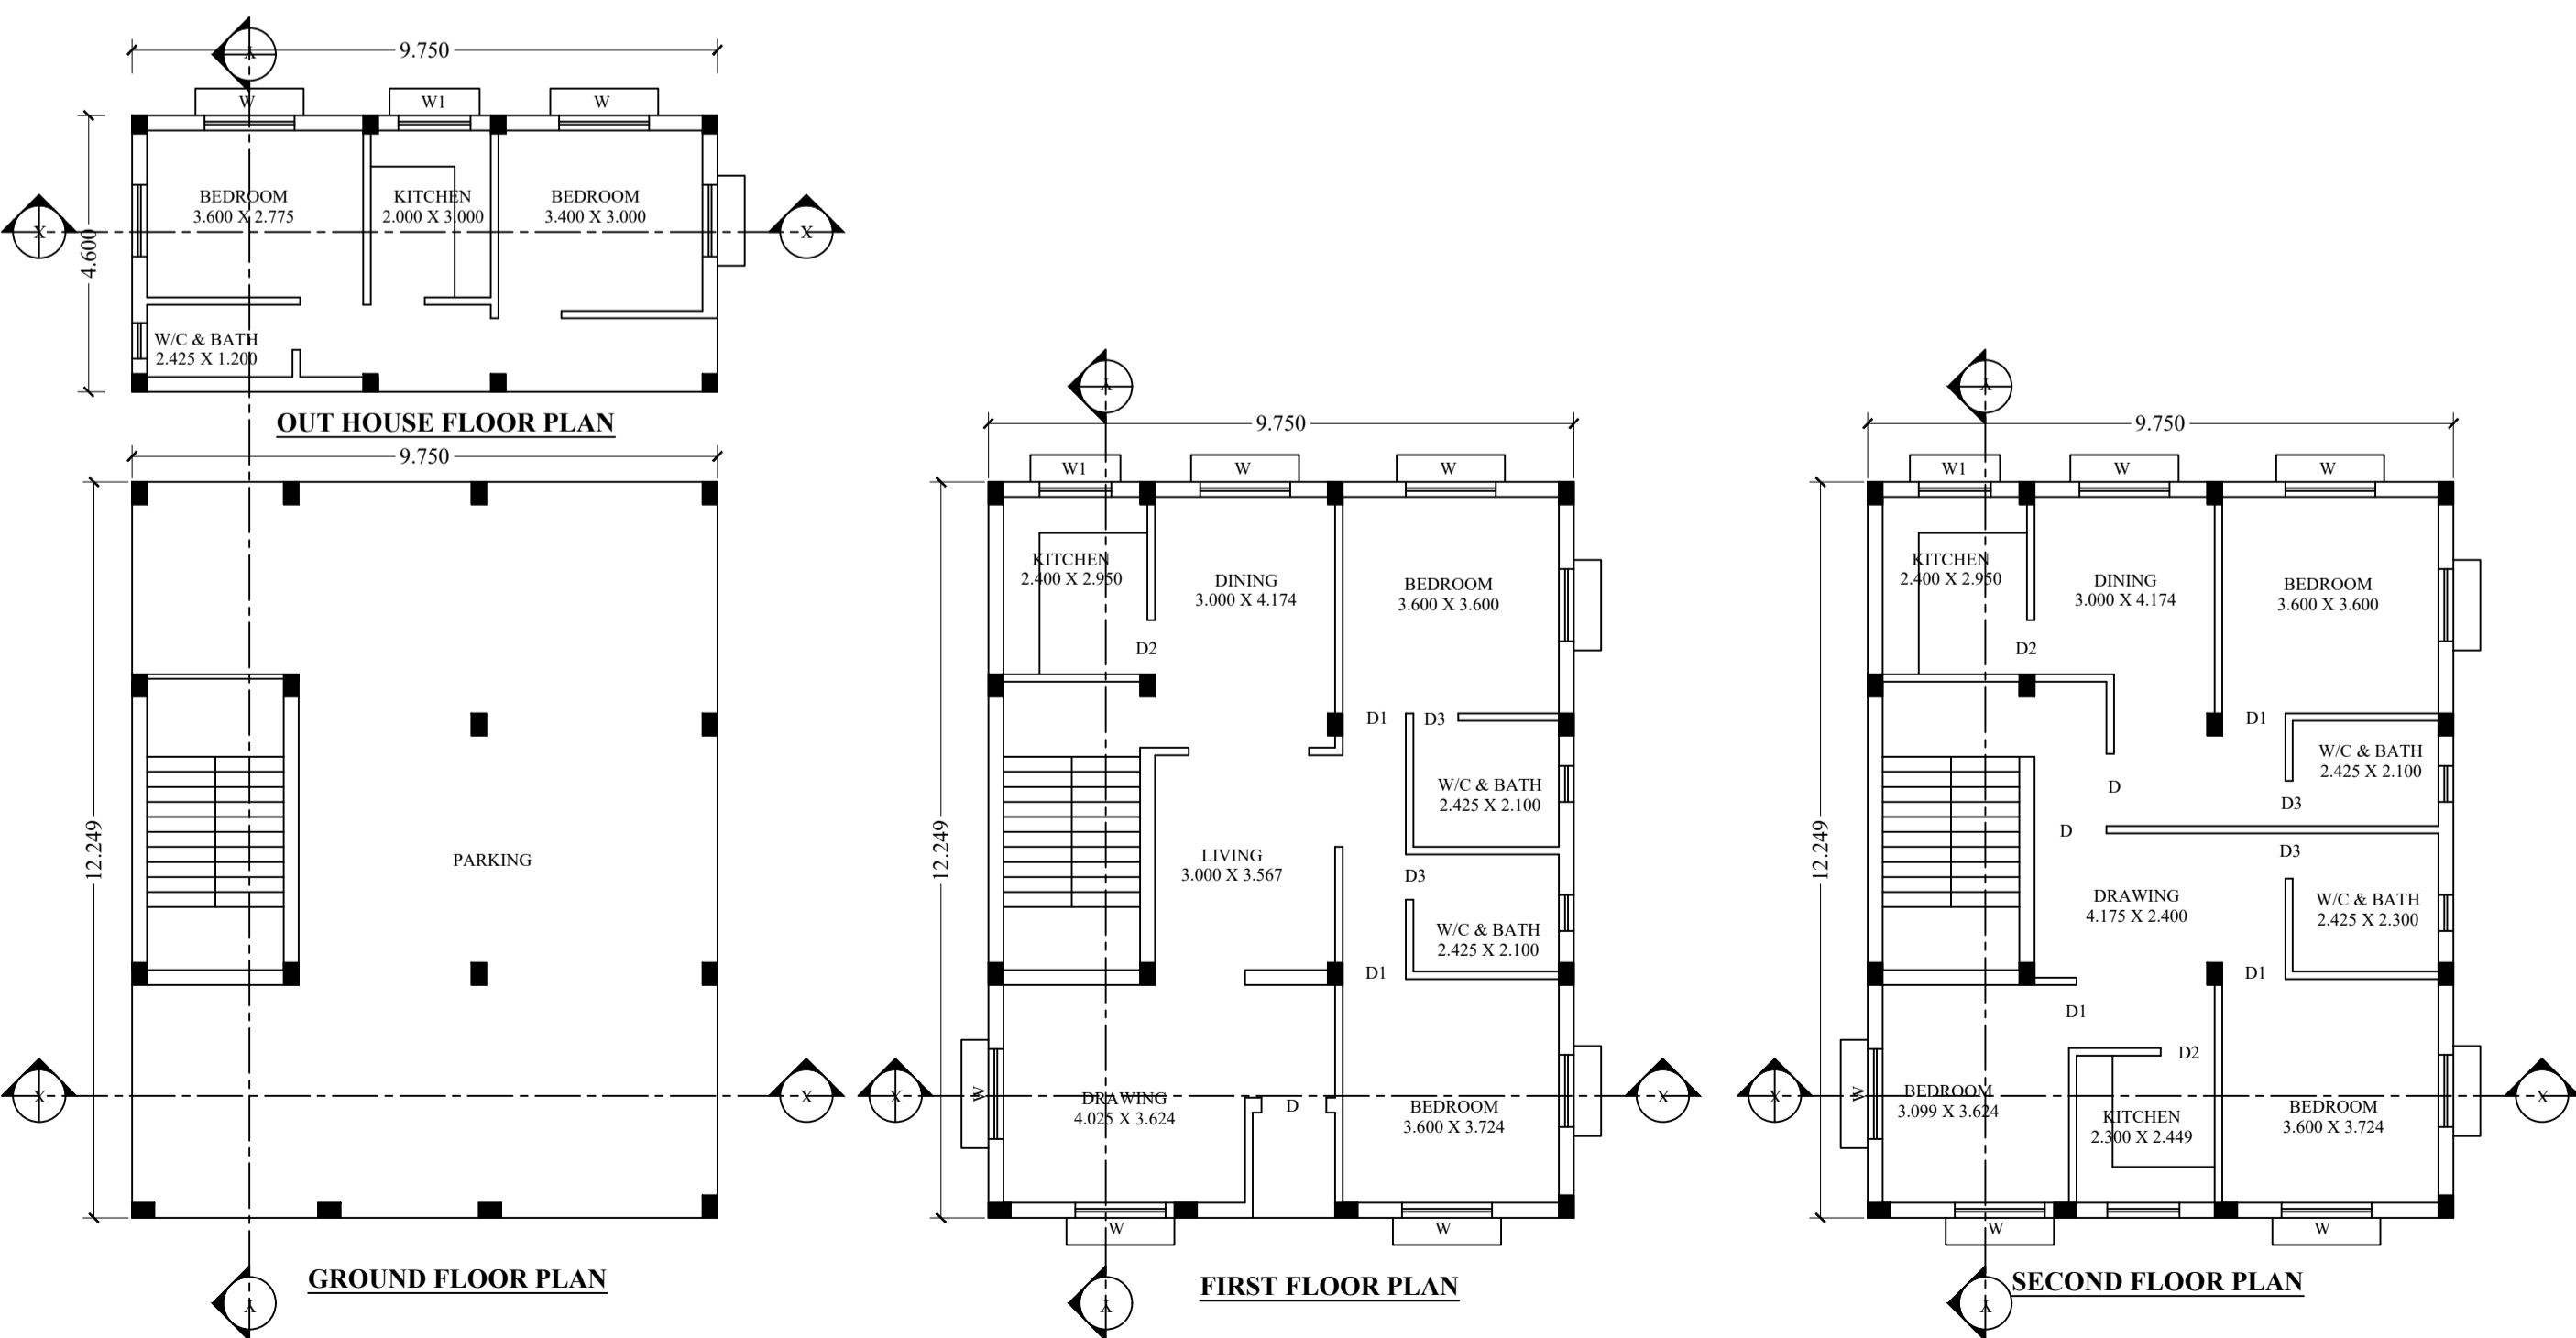 Y
9.750
W
W1
W
BEDROOM
3.600 X 2.775
KITCHEN
2.000 X 3.000
BEDROOM
3.400 X 3.000
X
X
4.600
W/C & BATH
2.425 X 1.200
OUT HOUSE FLOOR PLAN
9.750
12.249
PARKING
X
X
GROUND FLOOR PLAN
Y
Y
9.750
W1
W
W
KITCHEN
2.400 X 2.950
DINING
3.000 X 4.174
BEDROOM
3.600 X 3.600
D2
D1
D3
W/C & BATH
2.425 X 2.100
12.249
LIVING
3.000 X 3.567
D3
W/C & BATH
2.425 X 2.100
D1
X
W
DRAWING
4.025 X 3.624
D
BEDROOM
3.600 X 3.724
X
W
W
FIRST FLOOR PLAN
Y
Y
9.750
W1
W
W
KITCHEN
2.400 X 2.950
DINING
3.000 X 4.174
BEDROOM
3.600 X 3.600
D2
D1
W/C & BATH
2.425 X 2.100
D
D3
12.249
D
D3
DRAWING
4.175 X 2.400
W/C & BATH
2.425 X 2.300
D1
D1
D2
X
W
BEDROOM
3.099 X 3.624
KITCHEN
2.300 X 2.449
BEDROOM
3.600 X 3.724
X
W
W
SECOND FLOOR PLAN
Y